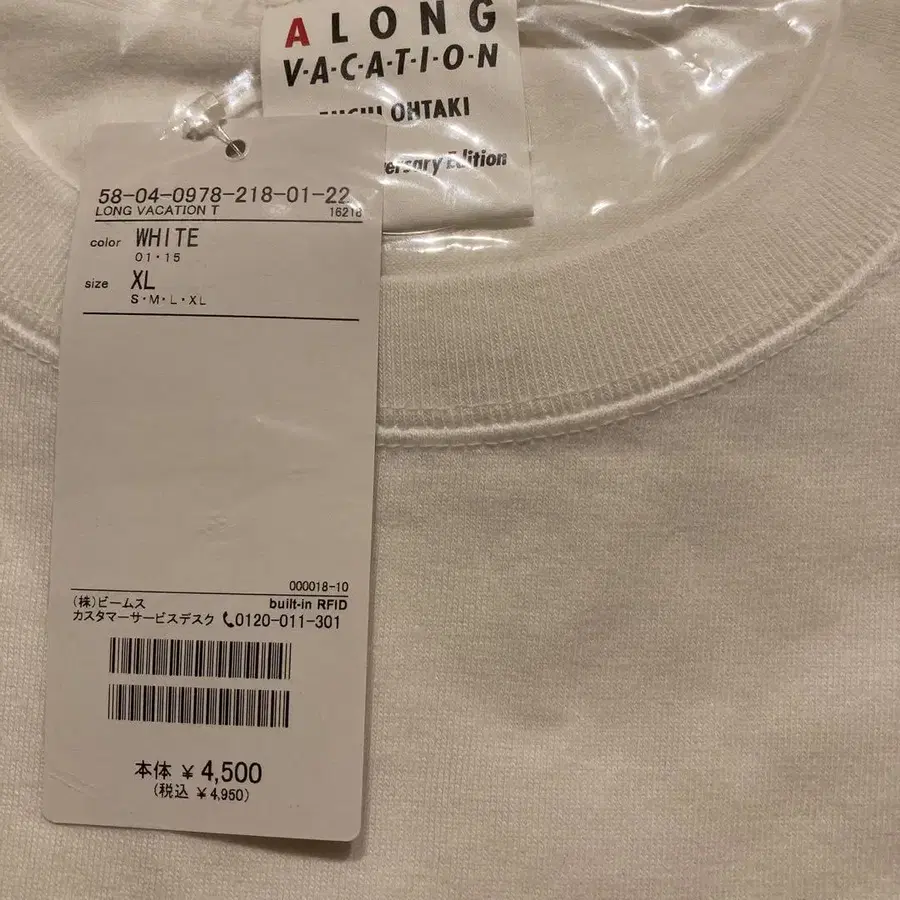 A LONG
V·A·C·A·T·I·O·N
OHTAKI
Edition
58-04-0978-218-01-22
LONG VACATION T 16218
color WHITE
01・15
size XL
S・M・L・XL
000018-10
(株)ビームス built-in RFID
カスタマーサービスデスク 0120-011-301
本体 ¥ 4,500
(税込 ¥ 4,950)